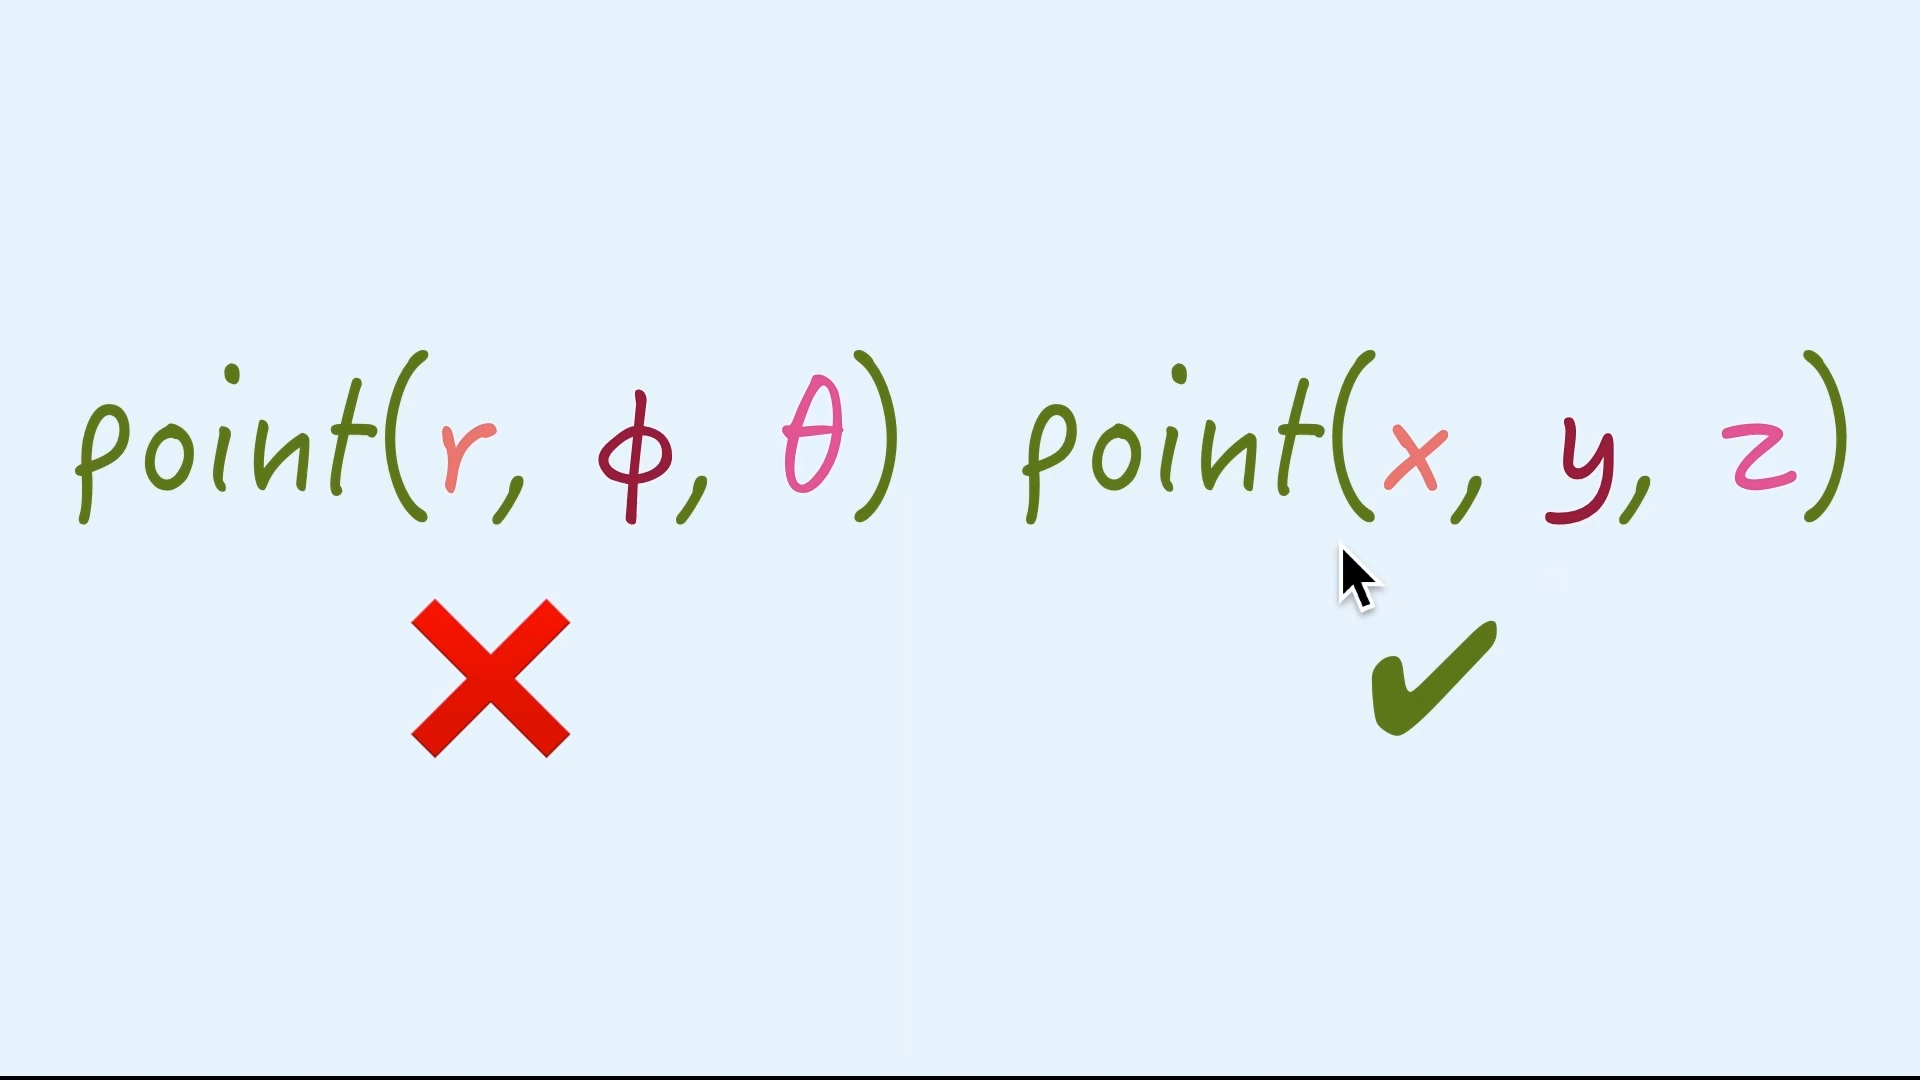 point(r, ϕ, θ) point(x, y, z)